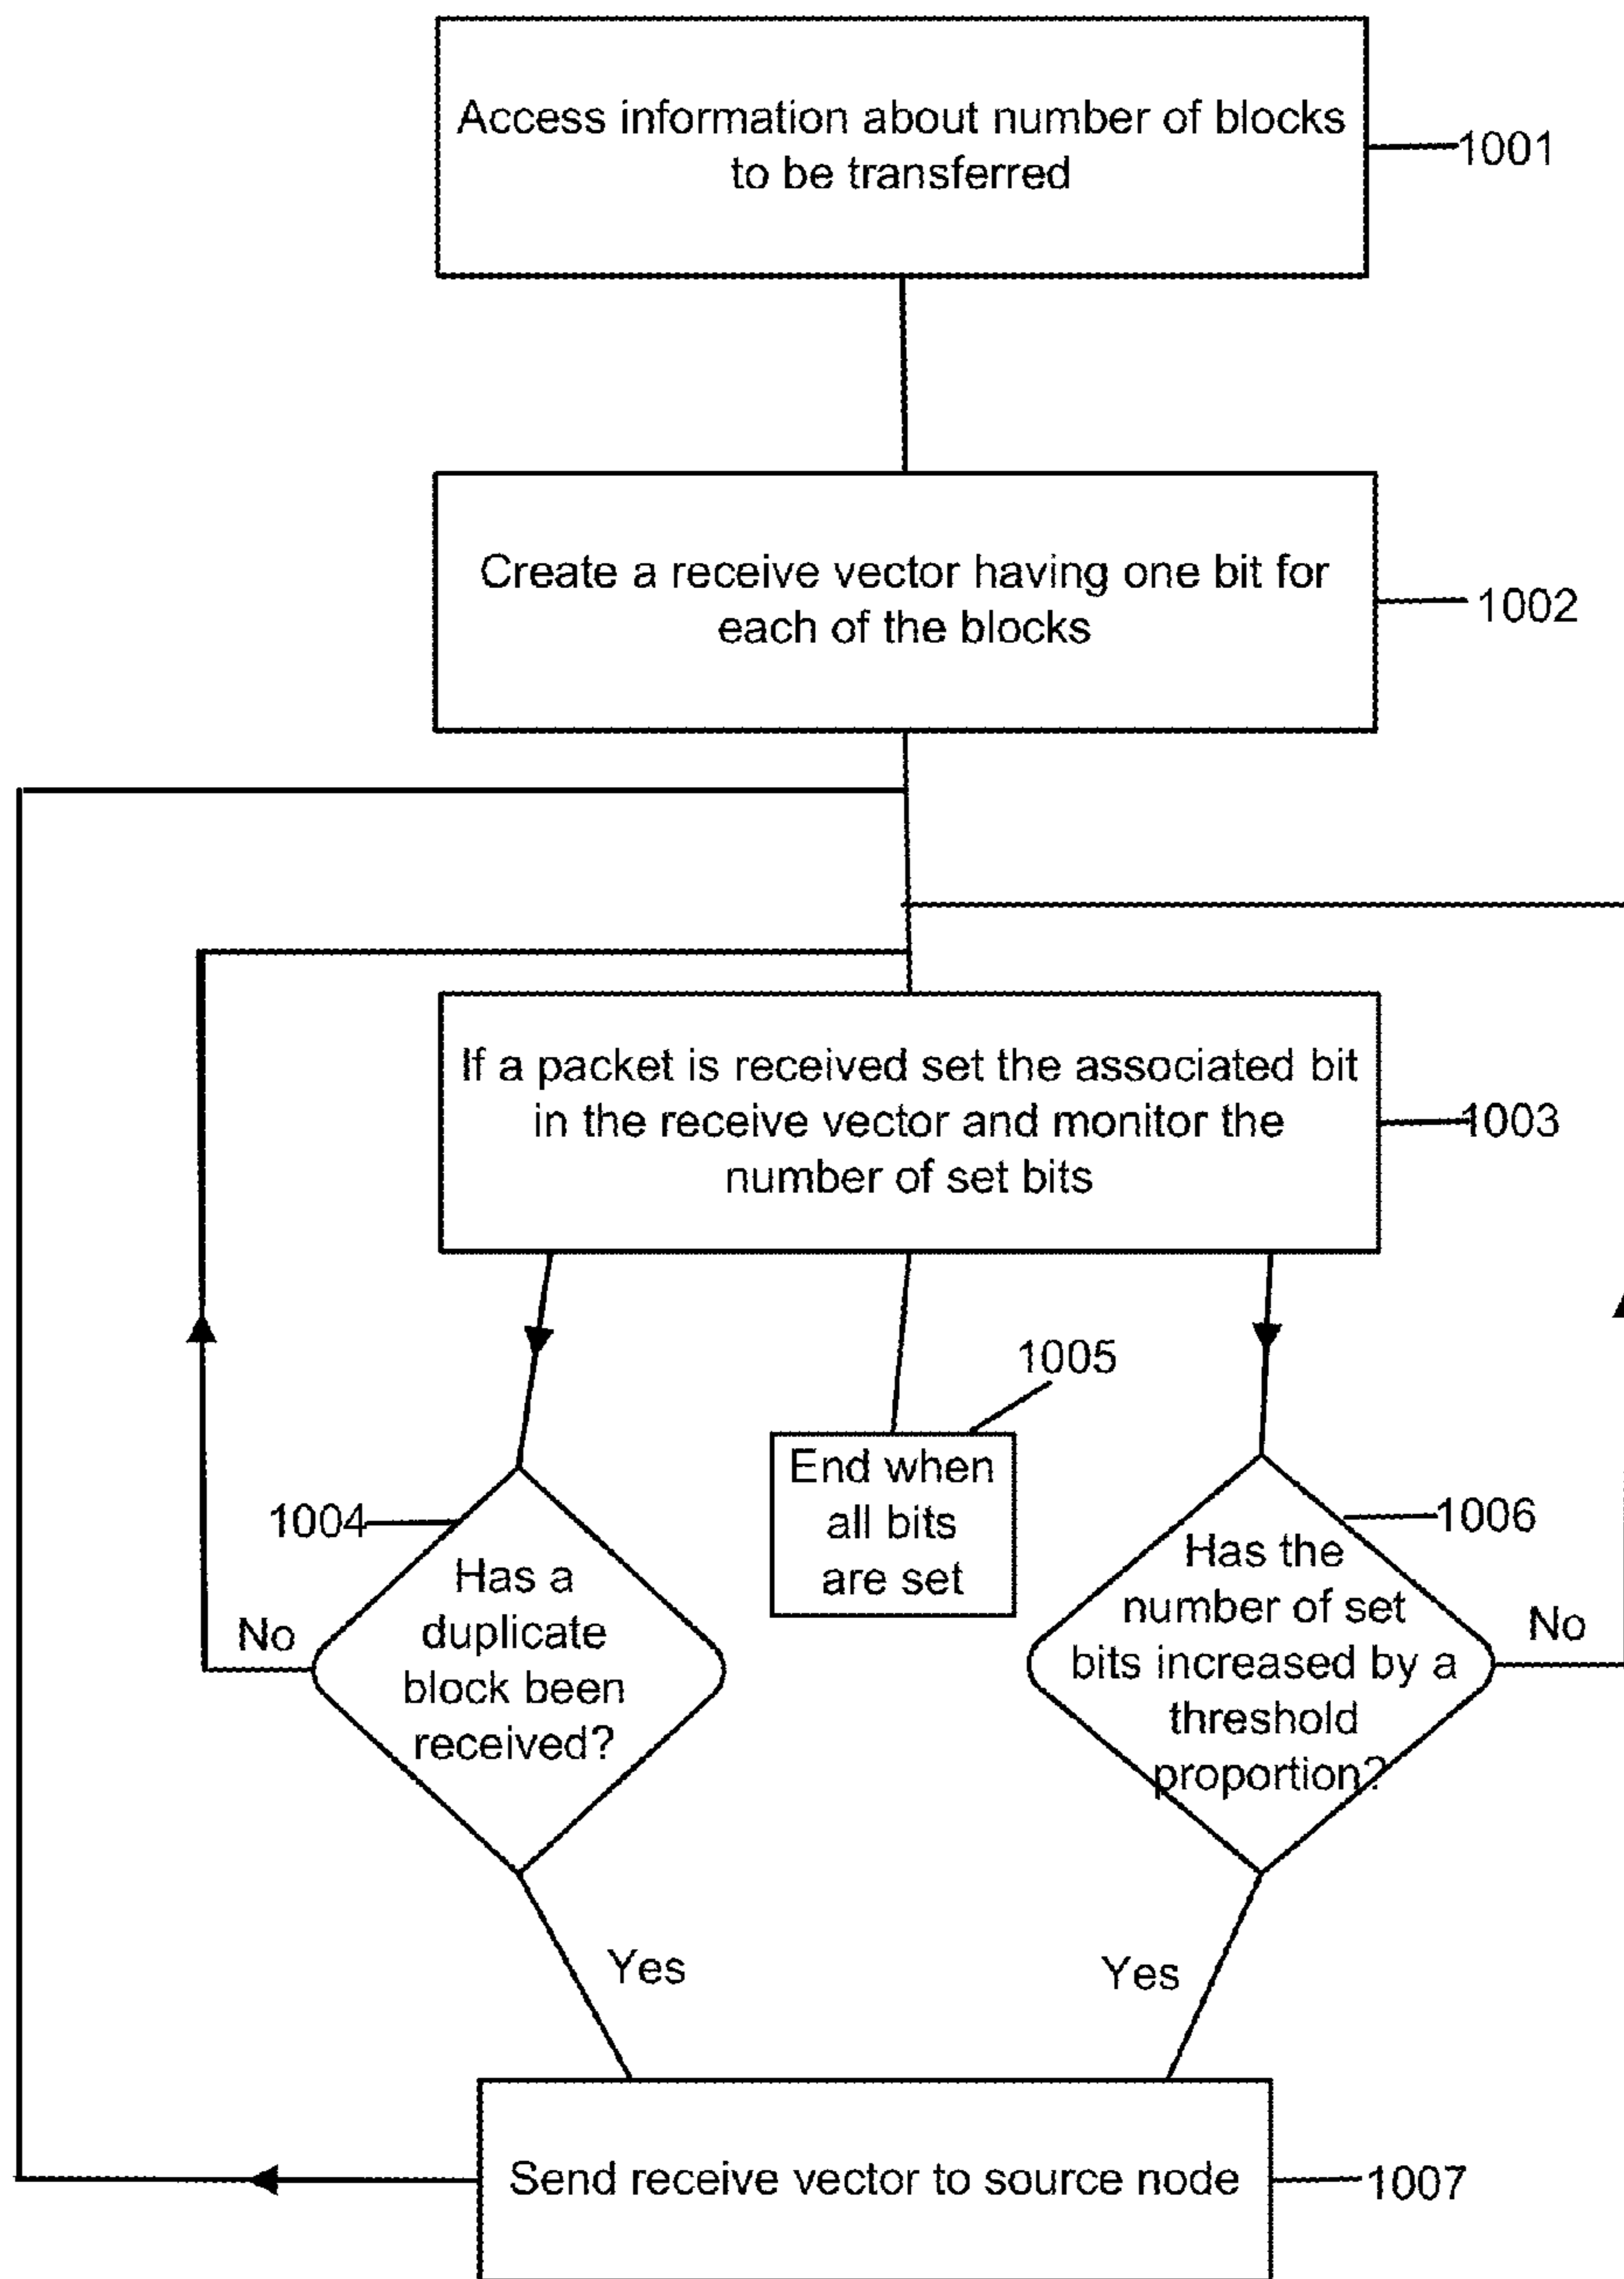 Access information about number of blocks
to be transferred
1001
Create a receive vector having one bit for
each of the blocks
1002
If a packet is received set the associated bit
in the receive vector and monitor the
number of set bits
1003
1005
End when
all bits
are set
1004
Has a
duplicate
block been
received?
No
1006
Has the
number of set
bits increased by a
threshold
proportion?
No
Yes
Yes
Send receive vector to source node
1007